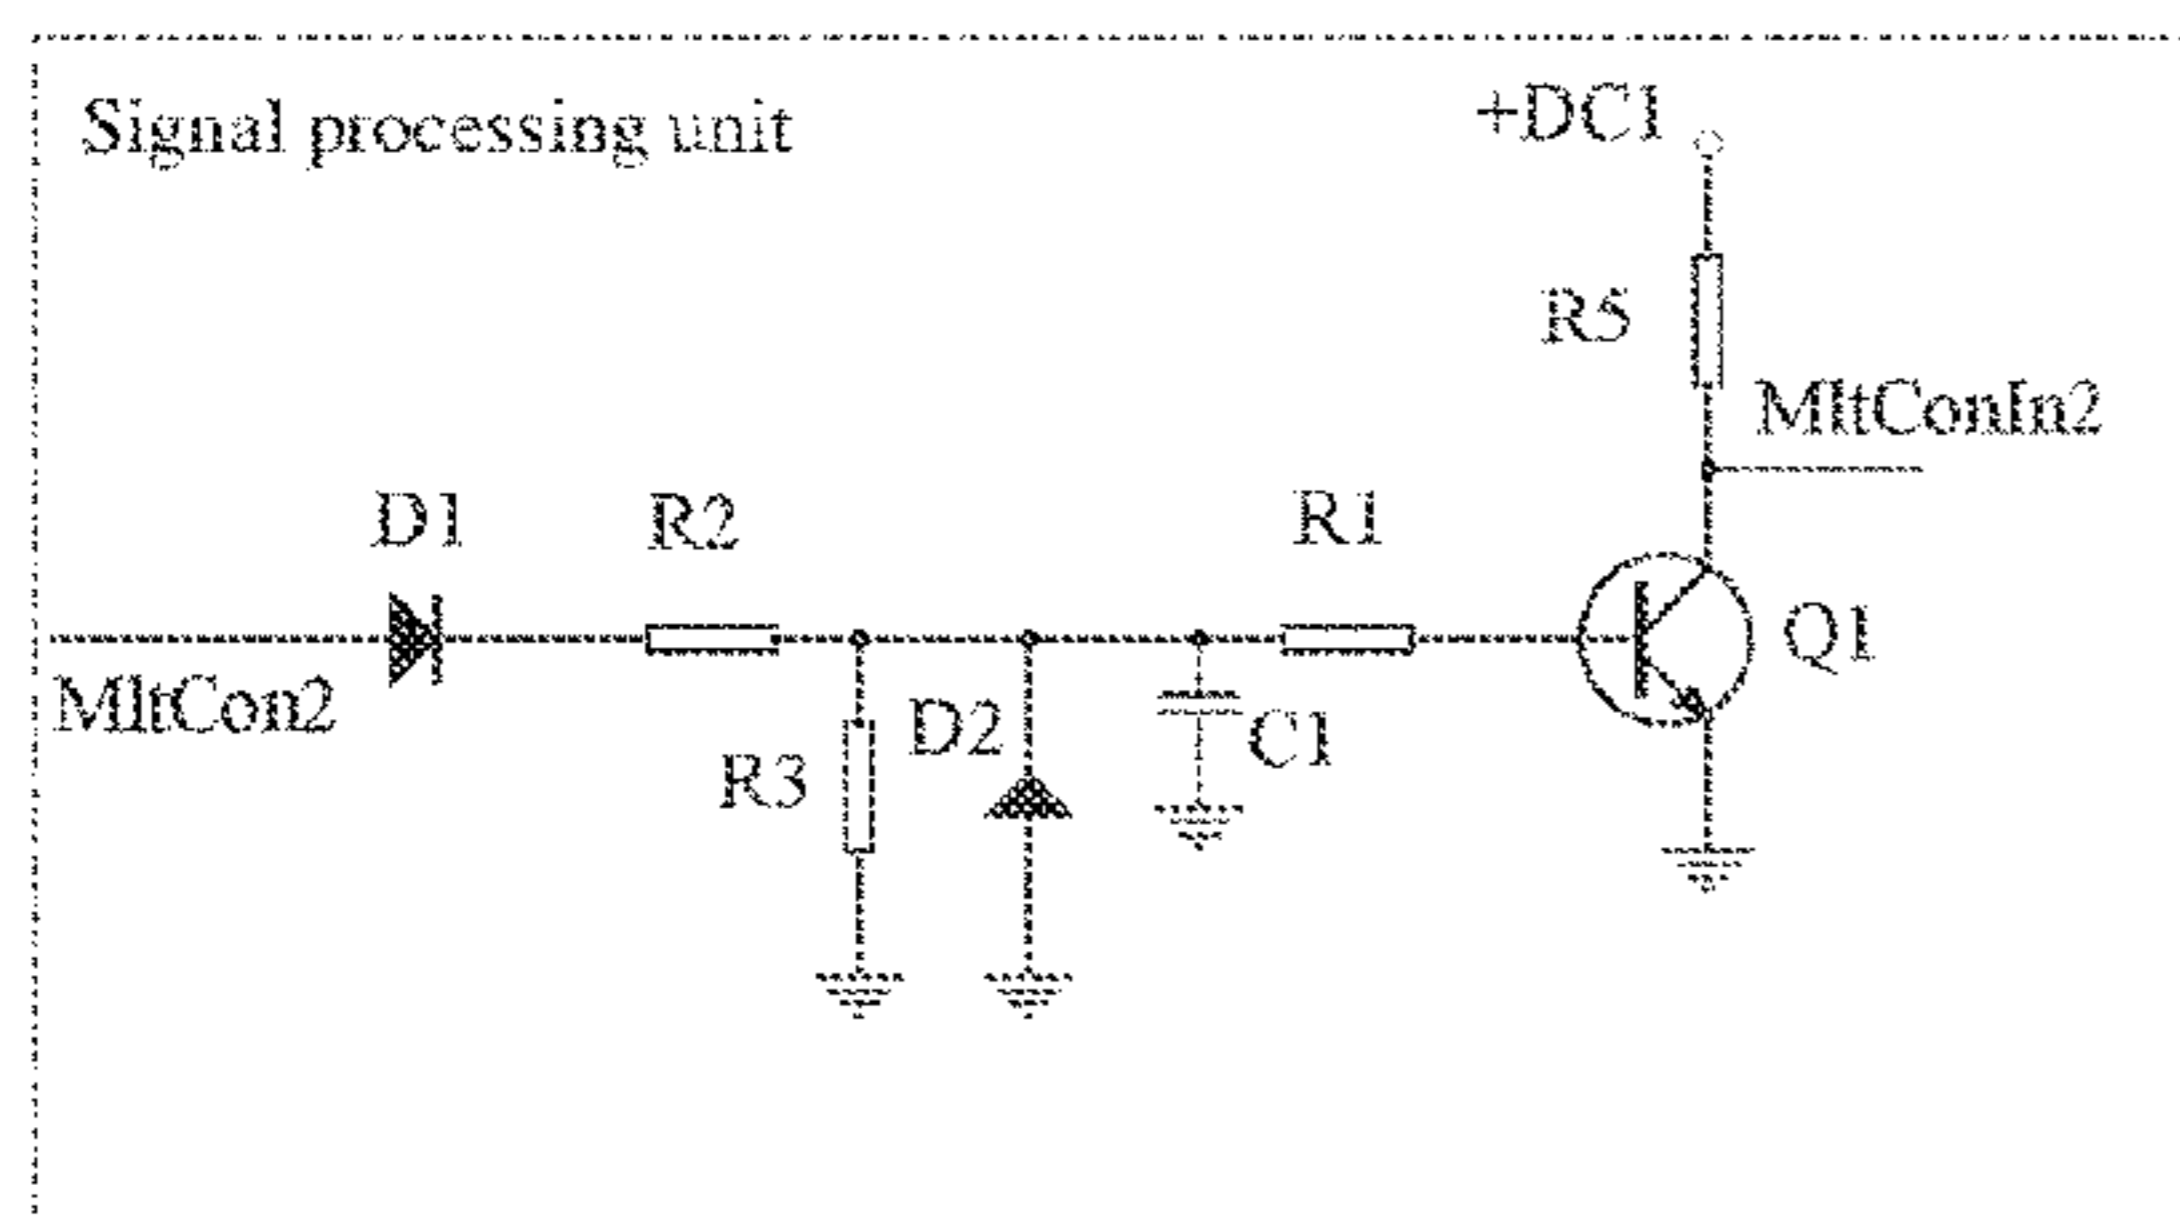 Signal processing unit
+DC1
R5
MltConIn2
D1
R2
R1
Q1
MltCon2
R3
D2
C1